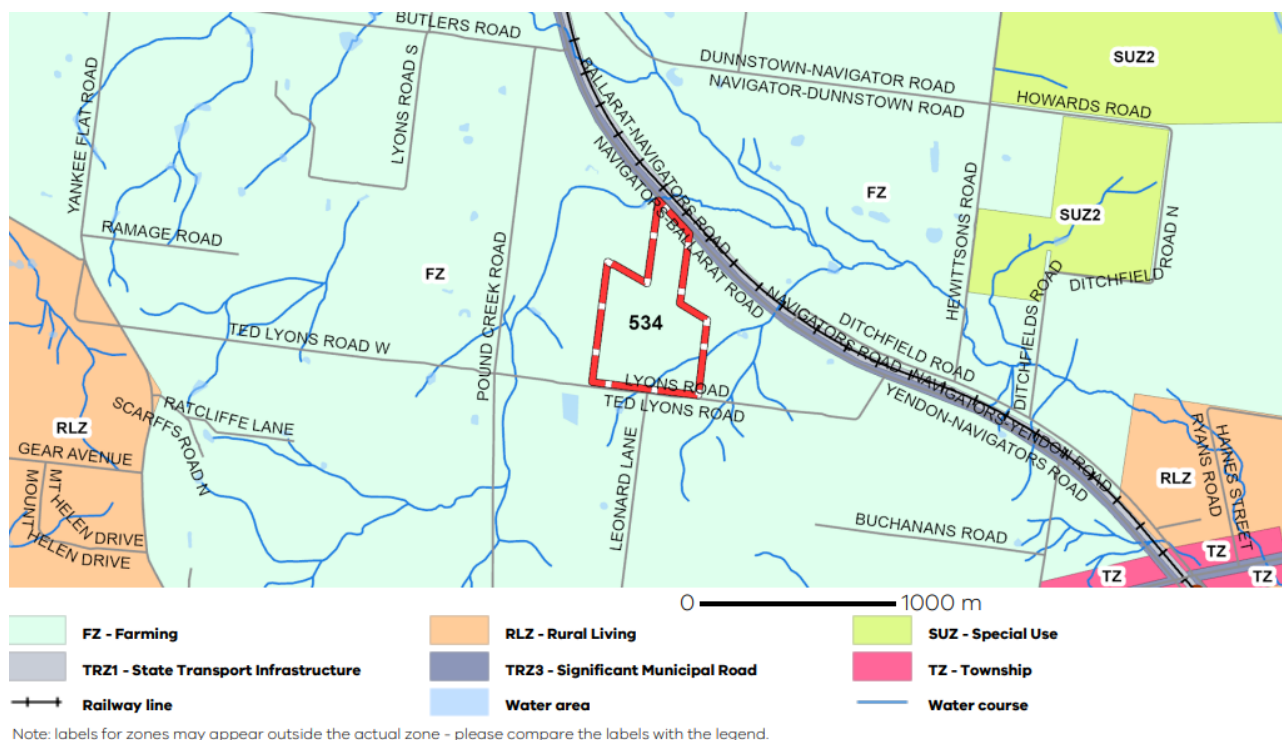 BUTLERS ROAD
SUZ2
DUNNSTOWN-NAVIGATOR ROAD
NAVIGATOR-DUNNSTOWN ROAD
HOWARDS ROAD
YANKEE FLAT ROAD
LYONS ROAD S
BALLARAT-NAVIGATORS ROAD
NAVIGATORS-BALLARAT ROAD
FZ
HEWITTSONS ROAD
SUZ2
DITCHFIELD
ROAD N
RAMAGE ROAD
FZ
POUND CREEK ROAD
534
NAVIGATORS ROAD
DITCHFIELD ROAD
DITCHFIELDS ROAD
TED LYONS ROAD W
LYONS ROAD
TED LYONS ROAD
NAVIGATORS-YENDON ROAD
YENDON-NAVIGATORS ROAD
RLZ
SCARFFS ROAD N
RATCLIFFE LANE
GEAR AVENUE
MT HELEN DRIVE
MOUNT
HELEN DRIVE
LEONARD LANE
BUCHANANS ROAD
RLZ
RYANS ROAD
HAINES STREET
TZ
TZ
TZ
0 1000 m
FZ - Farming
RLZ - Rural Living
SUZ - Special Use
TRZ1 - State Transport Infrastructure
TRZ3 - Significant Municipal Road
TZ - Township
Railway line
Water area
Water course
Note: labels for zones may appear outside the actual zone - please compare the labels with the legend.